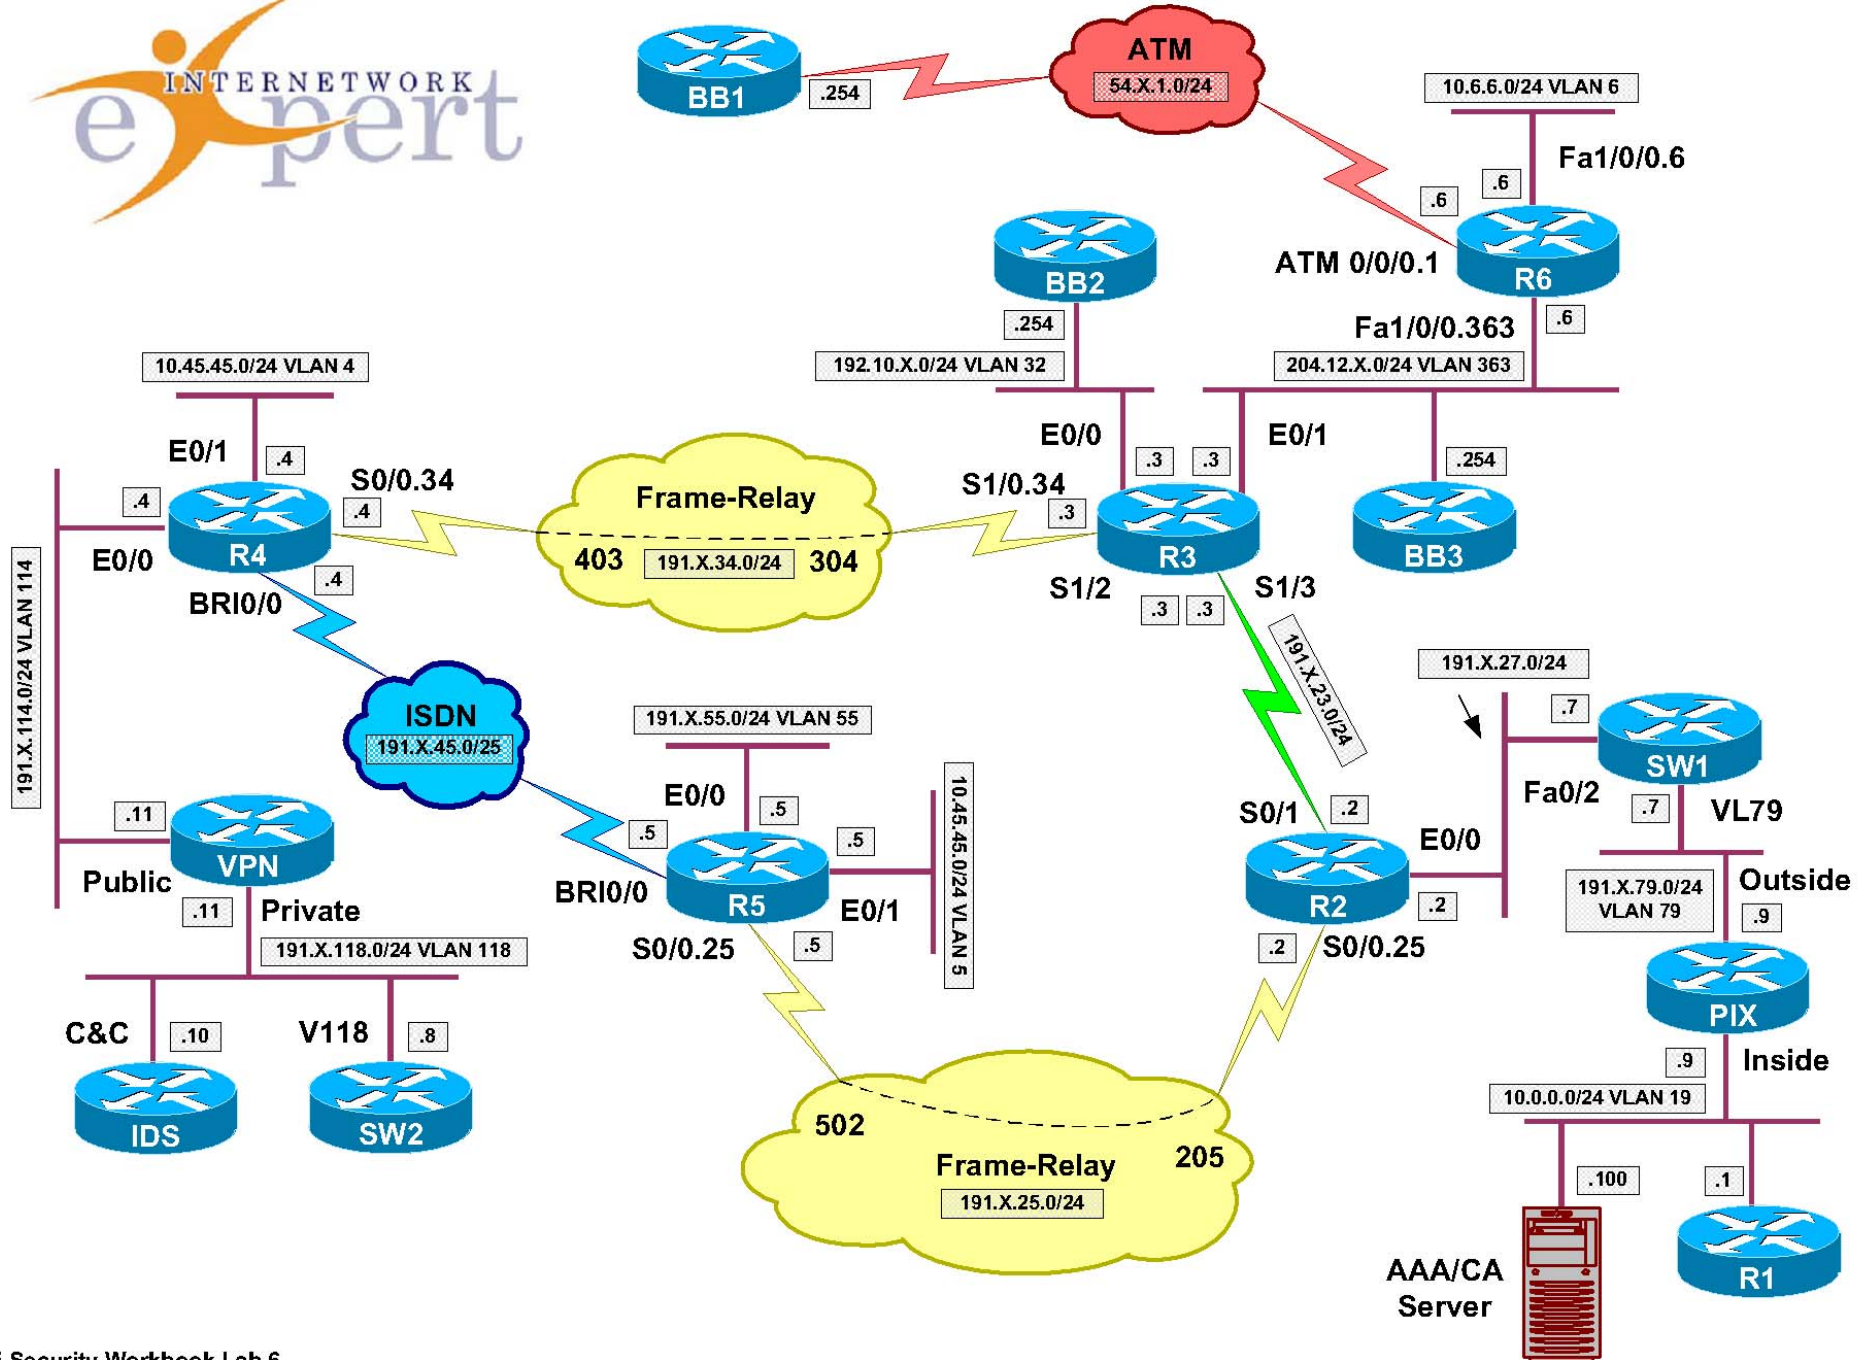 INTERNETWORK
expert
BB1
.254
ATM
54.X.1.0/24
10.6.6.0/24 VLAN 6
Fa1/0/0.6
.6
.6
ATM 0/0/0.1
R6
BB2
.254
Fa1/0/0.363
.6
192.10.X.0/24 VLAN 32
204.12.X.0/24 VLAN 363
10.45.45.0/24 VLAN 4
E0/1
.4
E0/0
E0/1
.3
.3
.254
S0/0.34
.4
.4
Frame-Relay
S1/0.34
.3
R4
E0/0
403
191.X.34.0/24
304
R3
BB3
.4
BRI0/0
S1/2
.3
.3
S1/3
191.X.114.0/24 VLAN 114
191.X.23.0/24
191.X.27.0/24
.7
ISDN
191.X.45.0/25
191.X.55.0/24 VLAN 55
SW1
E0/0
.5
10.45.45.0/24 VLAN 5
Fa0/2
.7
VL79
S0/1
.2
E0/0
.11
VPN
Public
.11
Private
.5
.5
BRI0/0
R5
E0/1
S0/0.25
.5
R2
.2
.2
S0/0.25
191.X.79.0/24
VLAN 79
Outside
.9
191.X.118.0/24 VLAN 118
C&C
.10
V118
.8
IDS
SW2
PIX
.9
Inside
10.0.0.0/24 VLAN 19
502
205
Frame-Relay
191.X.25.0/24
.100
.1
AAA/CA
Server
R1
Security Workbook Lab 6